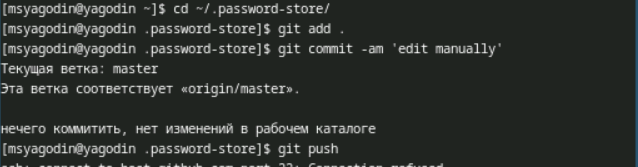 [msyagodin@yagodin ~]$ cd ~/.password-store/
[msyagodin@yagodin .password-store]$ git add .
[msyagodin@yagodin .password-store]$ git commit -am 'edit manually'
Текущая ветка: master
Эта ветка соответствует «origin/master».
нечего коммитить, нет изменений в рабочем каталоге
[msyagodin@yagodin .password-store]$ git push
ssh: connect to host github.com port 22: Connection refused